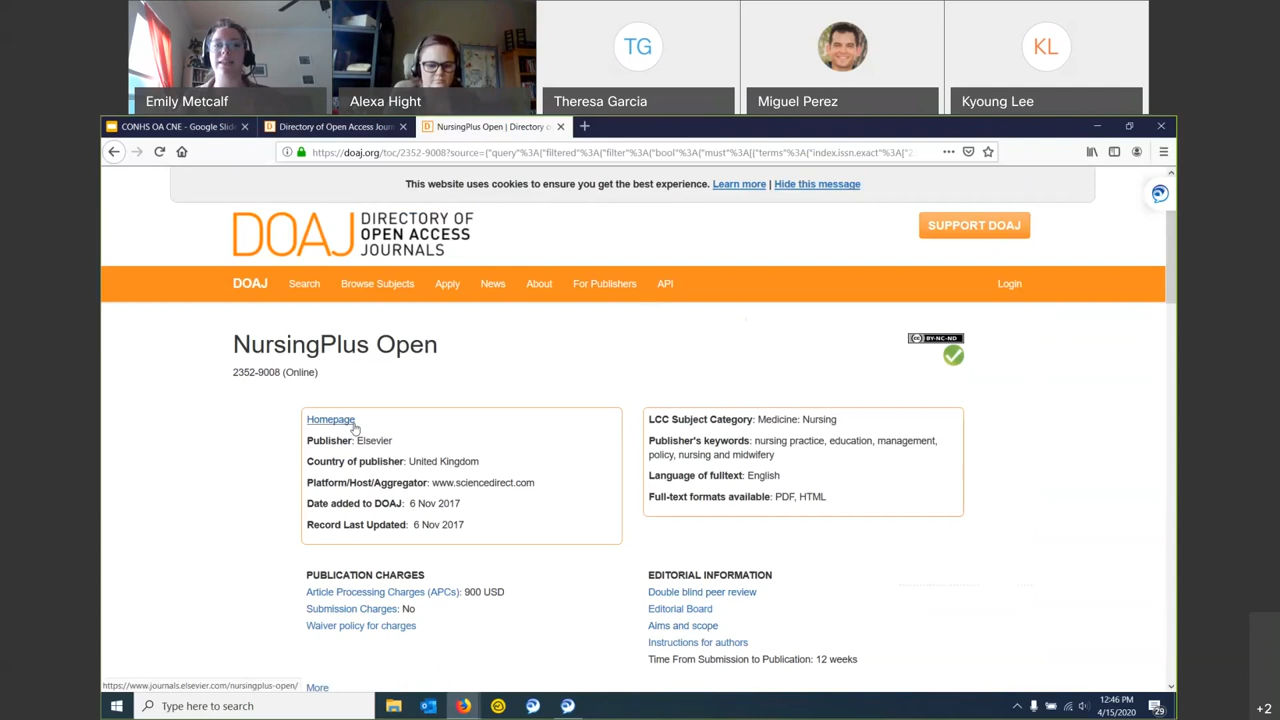 TG
KL
Emily Metcalf
Alexa Hight
Theresa Garcia
Miguel Perez
Kyoung Lee
CONHS OA CNE - Google Slide
Directory of Open Access Journ
NursingPlus Open | Directory o
https://doaj.org/toc/2352-9008?source={"query"%3A{"filtered"%3A{"filter"%3A{"bool"%3A{"must"%3A[{"terms"%3A{"index.issn.exact"%3A["2
This website uses cookies to ensure you get the best experience. Learn more | Hide this message
DOAJ DIRECTORY OF
OPEN ACCESS
JOURNALS
SUPPORT DOAJ
DOAJ Search Browse Subjects Apply News About For Publishers API Login
NursingPlus Open
CC BY-NC-ND
2352-9008 (Online)
Homepage
Publisher: Elsevier
Country of publisher: United Kingdom
Platform/Host/Aggregator: www.sciencedirect.com
Date added to DOAJ: 6 Nov 2017
Record Last Updated: 6 Nov 2017
LCC Subject Category: Medicine: Nursing
Publisher's keywords: nursing practice, education, management,
policy, nursing and midwifery
Language of fulltext: English
Full-text formats available: PDF, HTML
PUBLICATION CHARGES
Article Processing Charges (APCs): 900 USD
Submission Charges: No
Waiver policy for charges
More
EDITORIAL INFORMATION
Double blind peer review
Editorial Board
Aims and scope
Instructions for authors
Time From Submission to Publication: 12 weeks
https://www.journals.elsevier.com/nursingplus-open/
Type here to search
12:46 PM
4/15/2020
29
+2